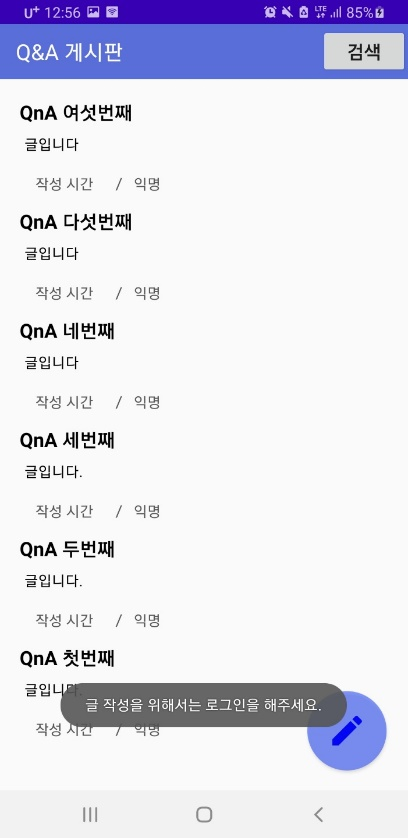 U+ 12:56 LTE 85%
Q&A 게시판 검색
QnA 여섯번째
글입니다
작성 시간 / 익명
QnA 다섯번째
글입니다
작성 시간 / 익명
QnA 네번째
글입니다
작성 시간 / 익명
QnA 세번째
글입니다.
작성 시간 / 익명
QnA 두번째
글입니다.
작성 시간 / 익명
QnA 첫번째
글입니다.
글 작성을 위해서는 로그인을 해주세요.
작성 시간 / 익명